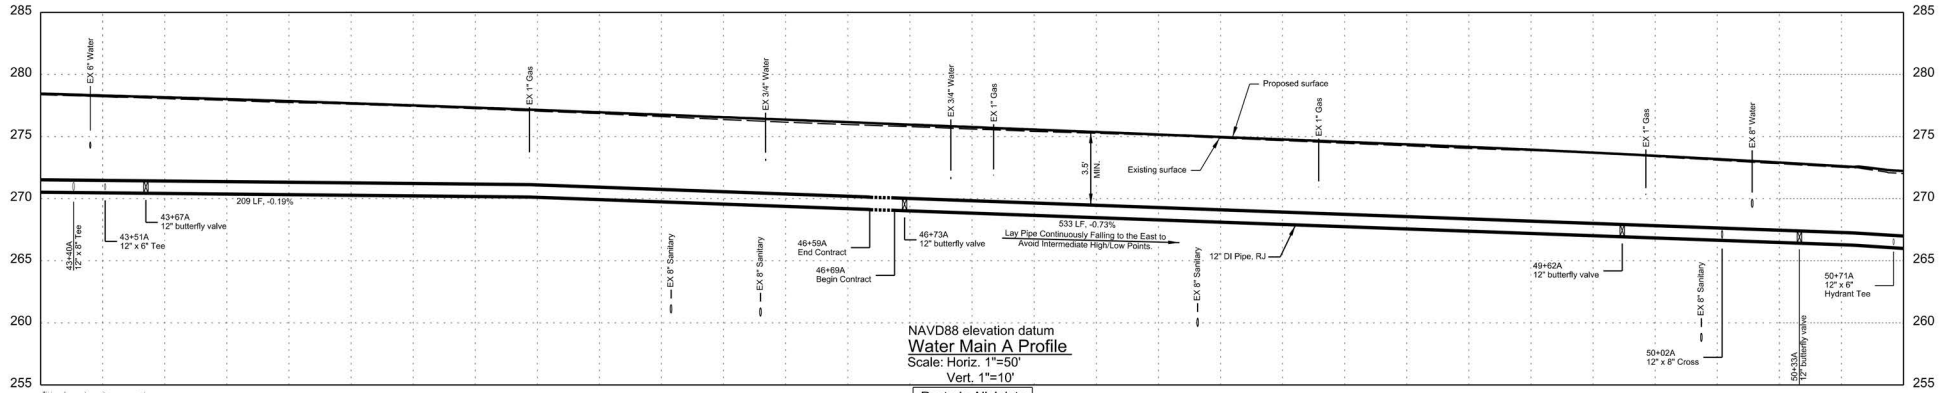 285
285
280
280
275
275
270
270
265
265
260
260
255
255
EX 6" Water
EX 1" Gas
EX 3/4" Water
EX 3/4" Water
EX 1" Gas
Proposed surface
EX 1" Gas
EX 1" Gas
EX 8" Water
3.5'
MIN.
Existing surface
209 LF, -0.19%
43+40A
12" x 8" Tee
43+51A
12" x 6" Tee
43+67A
12" butterfly valve
EX 8" Sanitary
EX 8" Sanitary
46+59A
End Contract
46+69A
Begin Contract
46+73A
12" butterfly valve
533 LF, -0.73%
Lay Pipe Continuously Falling to the East to
Avoid Intermediate High/Low Points.
EX 8" Sanitary
12" DI Pipe, RJ
49+62A
12" butterfly valve
EX 8" Sanitary
50+02A
12" x 8" Cross
50+33A
12" butterfly valve
50+71A
12" x 6"
Hydrant Tee
NAVD88 elevation datum
Water Main A Profile
Scale: Horiz. 1"=50'
Vert. 1"=10'